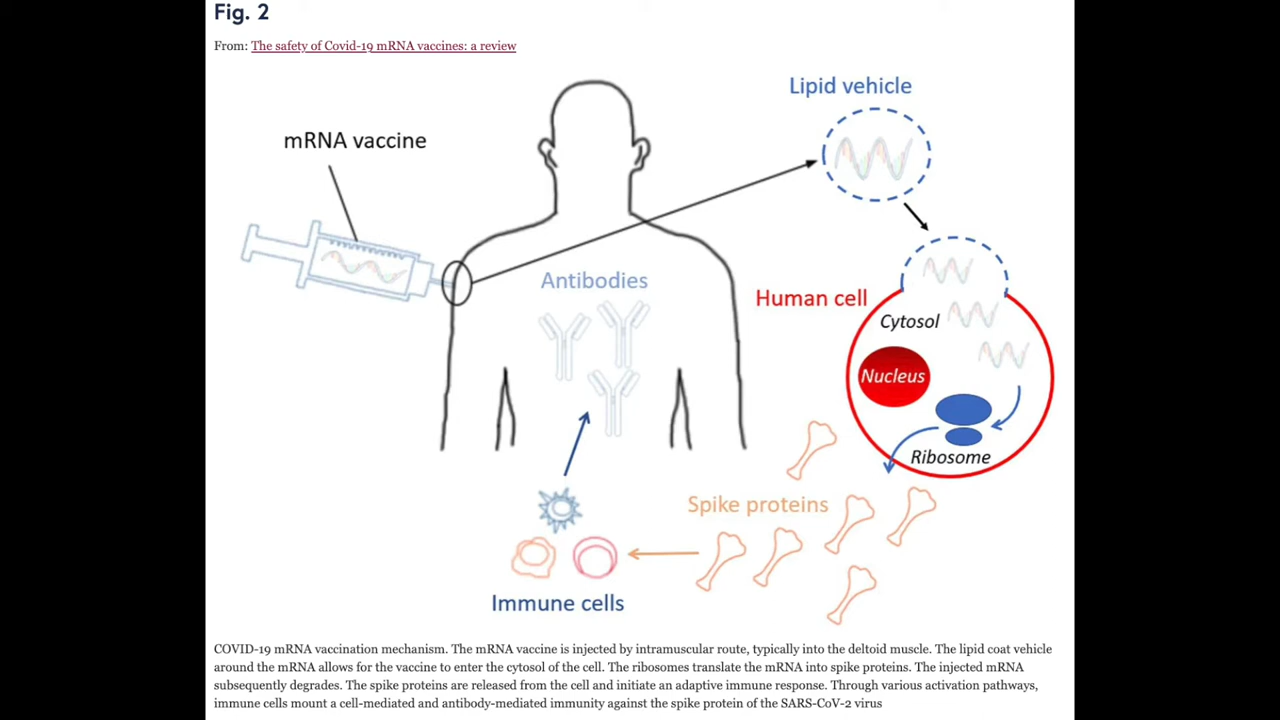 Fig. 2
From: The safety of Covid-19 mRNA vaccines: a review
Lipid vehicle
mRNA vaccine
Antibodies
Human cell
Cytosol
Nucleus
Ribosome
Spike proteins
Immune cells
COVID-19 mRNA vaccination mechanism. The mRNA vaccine is injected by intramuscular route, typically into the deltoid muscle. The lipid coat vehicle
around the mRNA allows for the vaccine to enter the cytosol of the cell. The ribosomes translate the mRNA into spike proteins. The injected mRNA
subsequently degrades. The spike proteins are released from the cell and initiate an adaptive immune response. Through various activation pathways,
immune cells mount a cell-mediated and antibody-mediated immunity against the spike protein of the SARS-CoV-2 virus